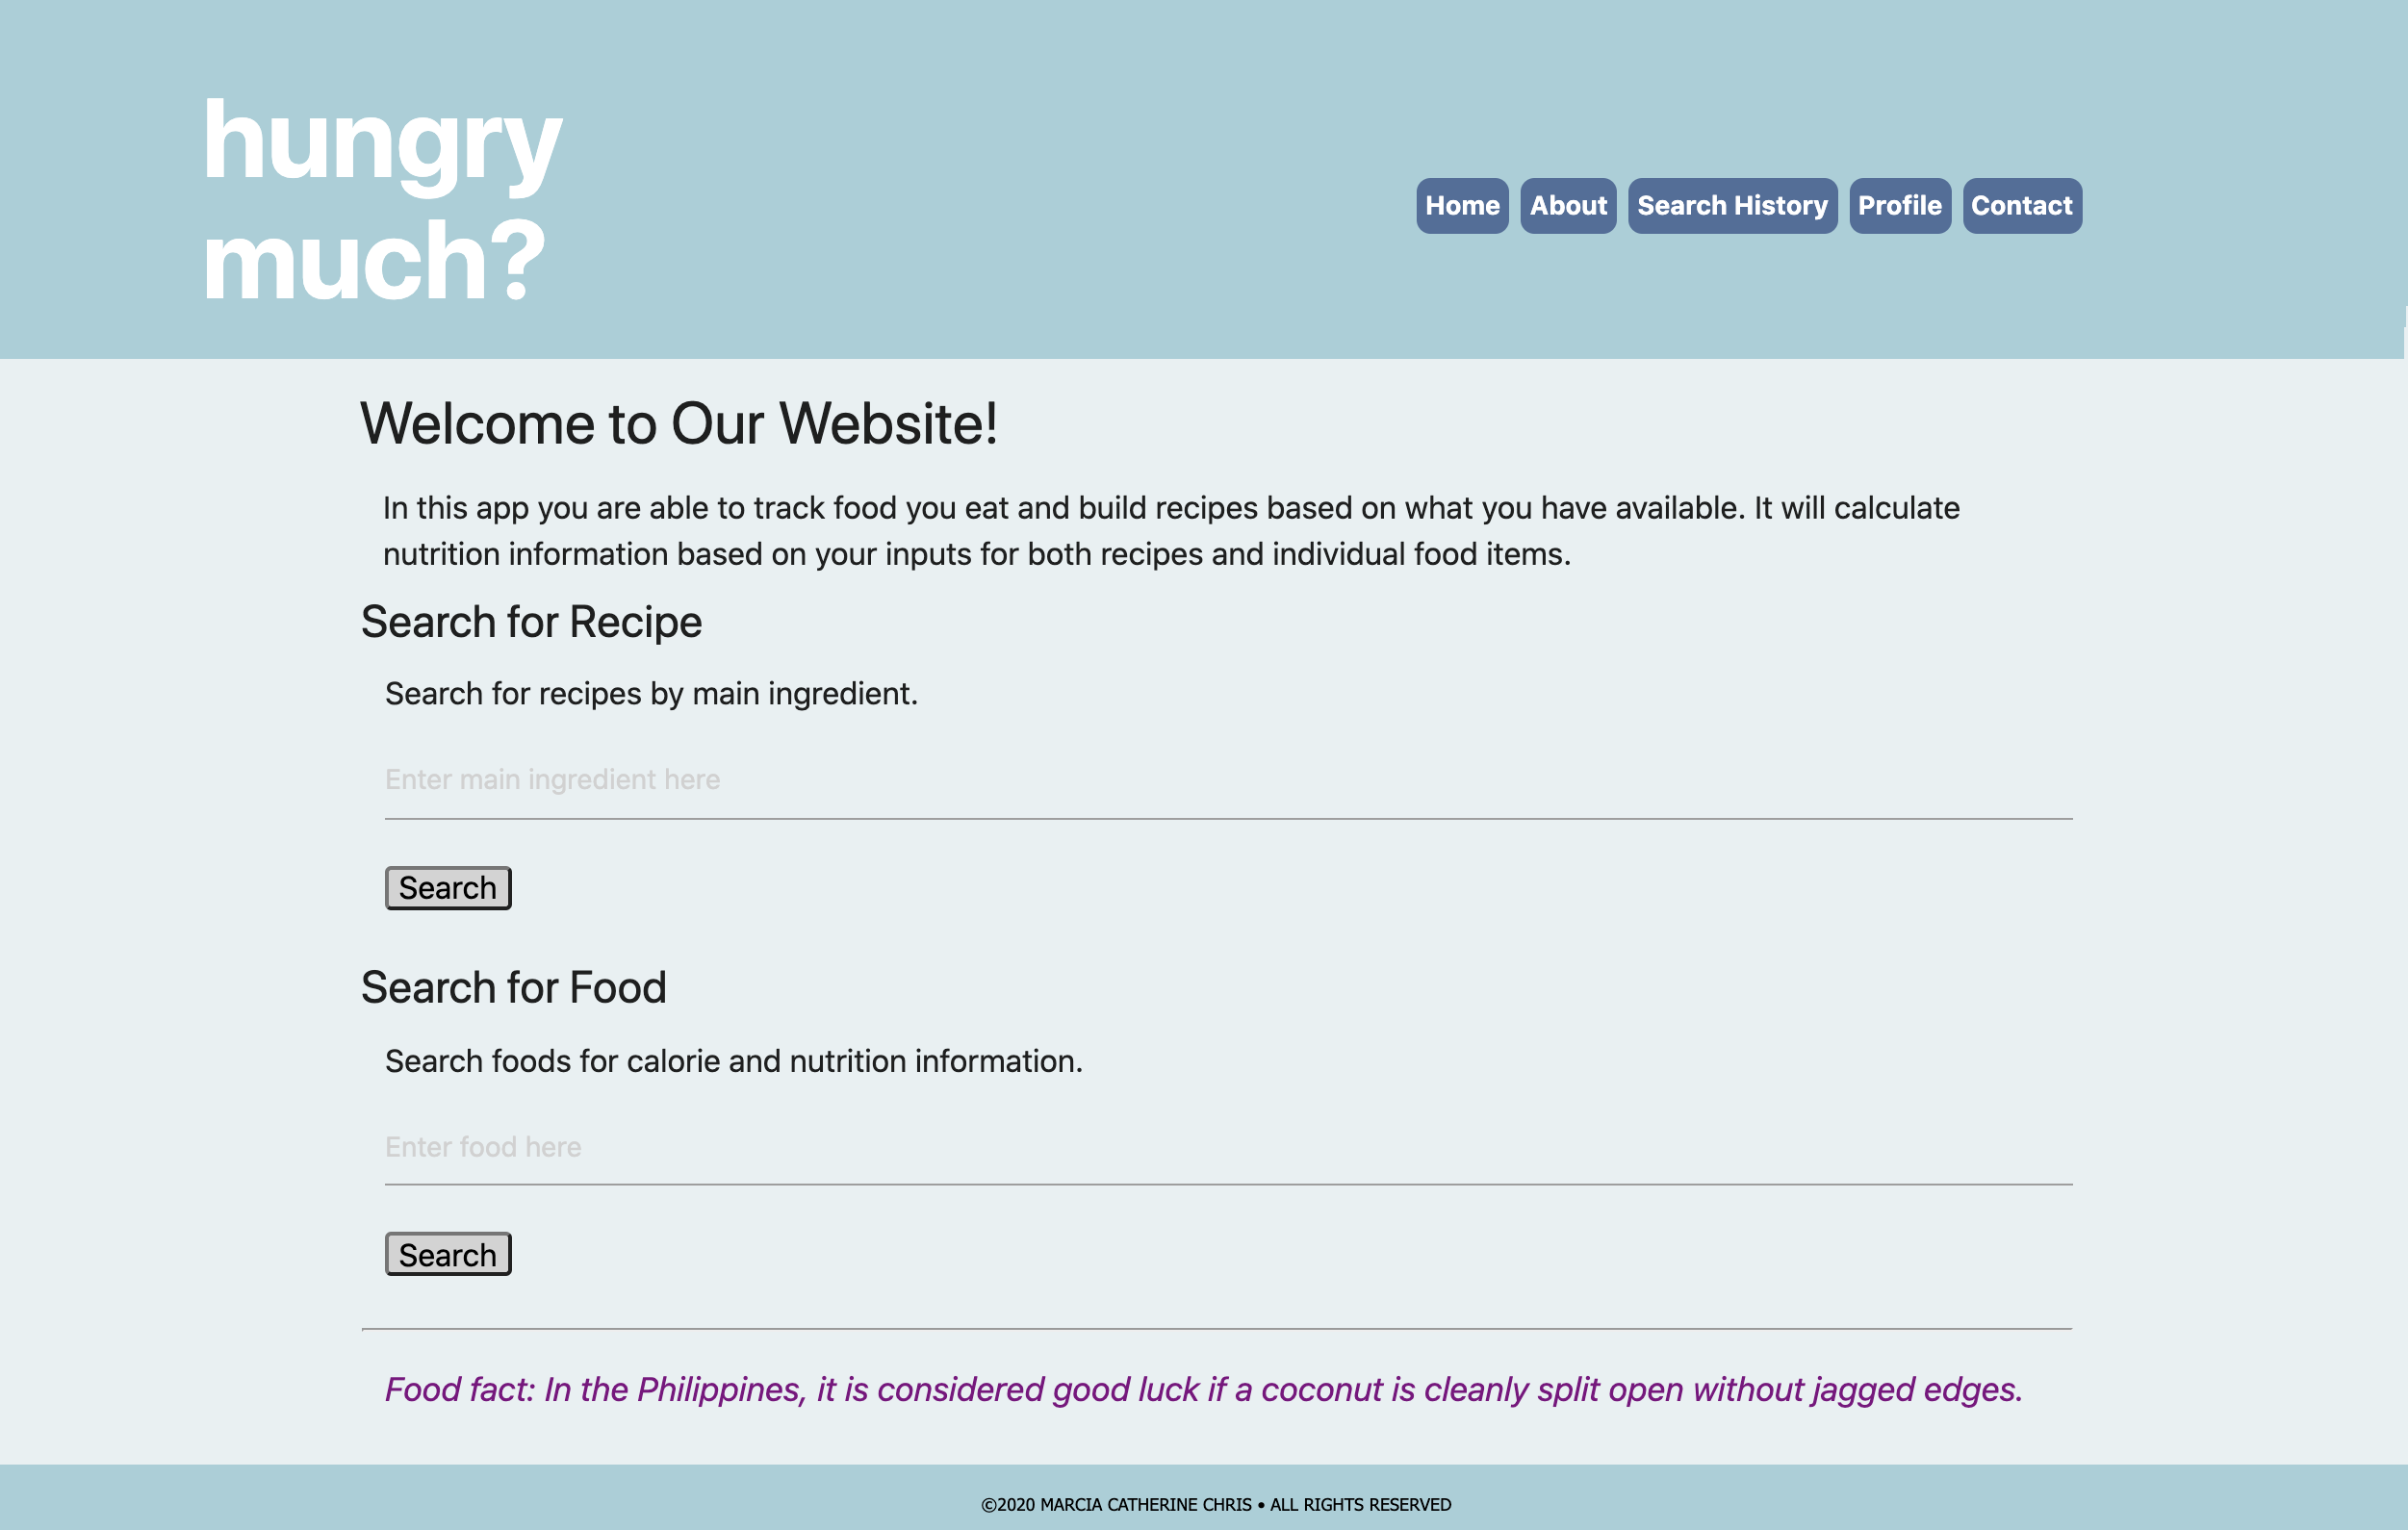 hungry
much?
Home About Search History Profile Contact
Welcome to Our Website!
In this app you are able to track food you eat and build recipes based on what you have available. It will calculate
nutrition information based on your inputs for both recipes and individual food items.
Search for Recipe
Search for recipes by main ingredient.
Enter main ingredient here
Search
Search for Food
Search foods for calorie and nutrition information.
Enter food here
Search
Food fact: In the Philippines, it is considered good luck if a coconut is cleanly split open without jagged edges.
©2020 MARCIA CATHERINE CHRIS • ALL RIGHTS RESERVED